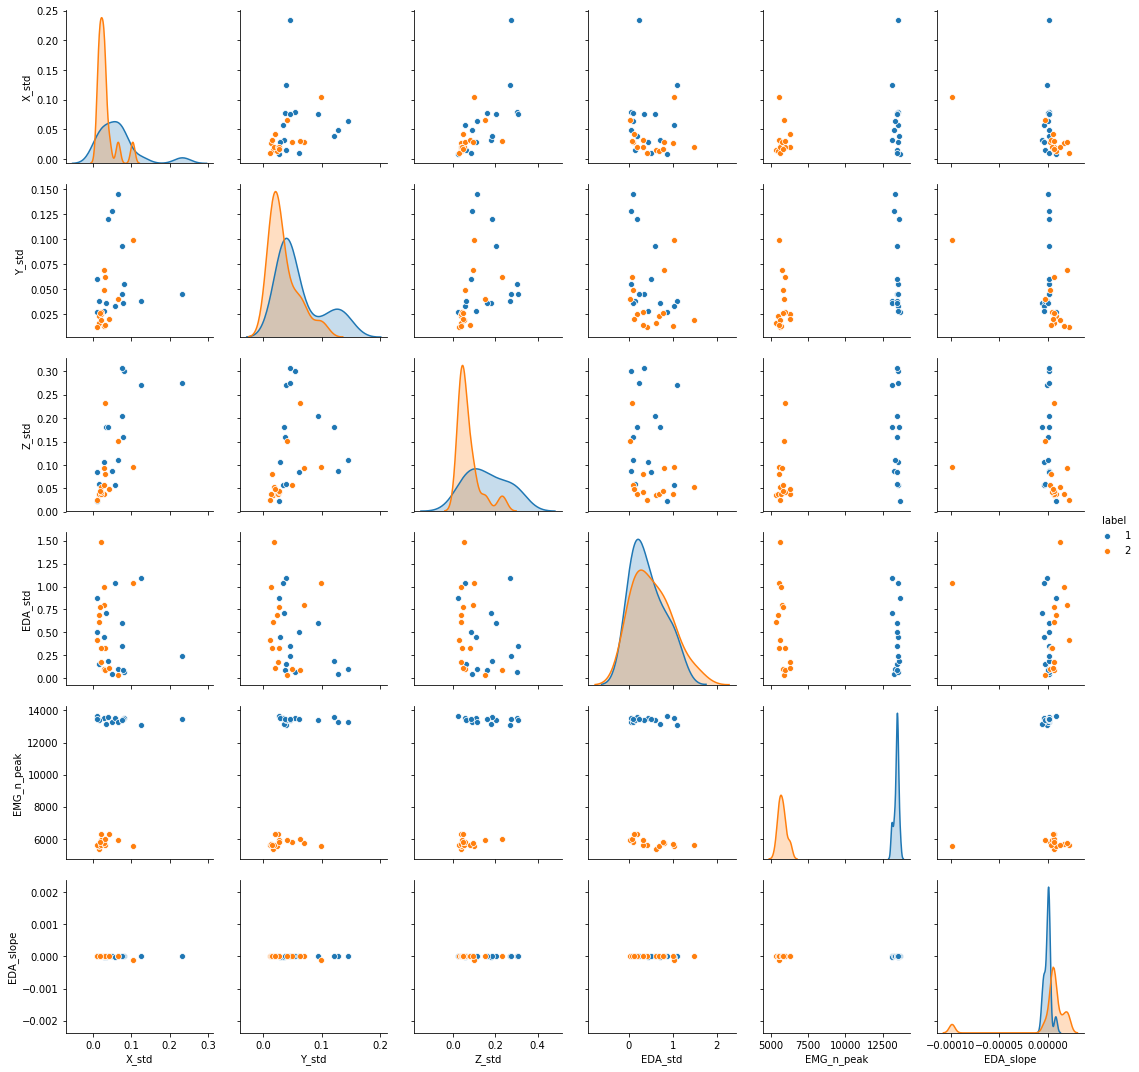 0.25
0.20
0.15
0.10
0.05
0.00
X_std
0.150
0.125
0.100
0.075
0.050
0.025
Y_std
0.30
0.25
0.20
0.15
0.10
0.05
0.00
Z_std
label
1
2
1.50
1.25
1.00
0.75
0.50
0.25
0.00
EDA_std
14000
12000
10000
8000
6000
EMG_n_peak
0.002
0.001
0.000
−0.001
−0.002
EDA_slope
0.0 0.1 0.2 0.3
0.0 0.1 0.2
0.0 0.2 0.4
0 1 2
5000 7500 10000 12500
−0.00010 −0.00005 0.00000
X_std
Y_std
Z_std
EDA_std
EMG_n_peak
EDA_slope